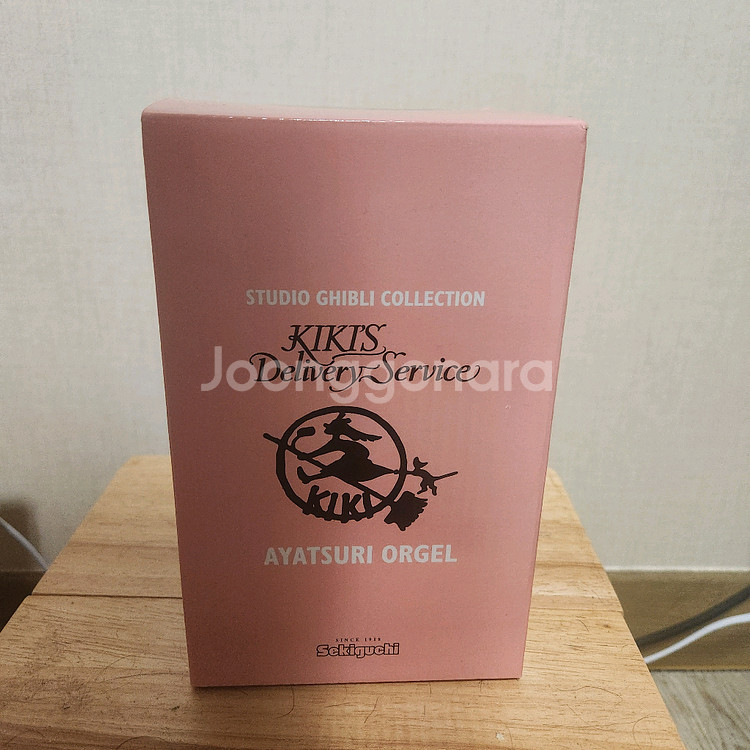 STUDIO GHIBLI COLLECTION
KIKI'S
Delivery Service
Joonggonara
KIKI
AYATSURI ORGEL
SINCE 1918
Sekiguchi